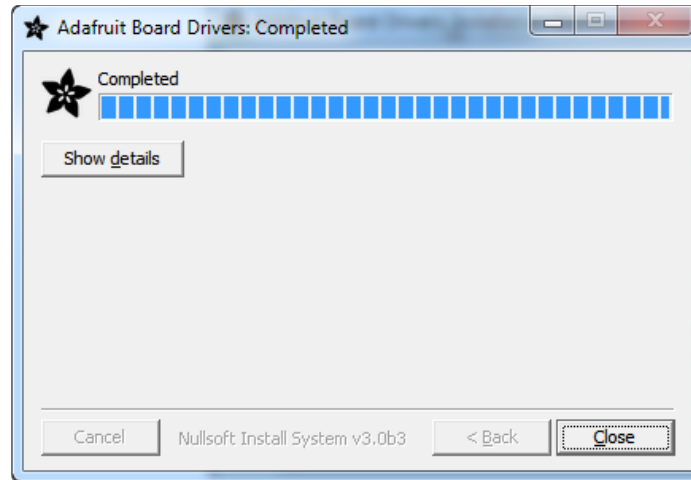 Adafruit Board Drivers: Completed
Completed
Show details
Cancel
Nullsoft Install System v3.0b3
< Back
Close